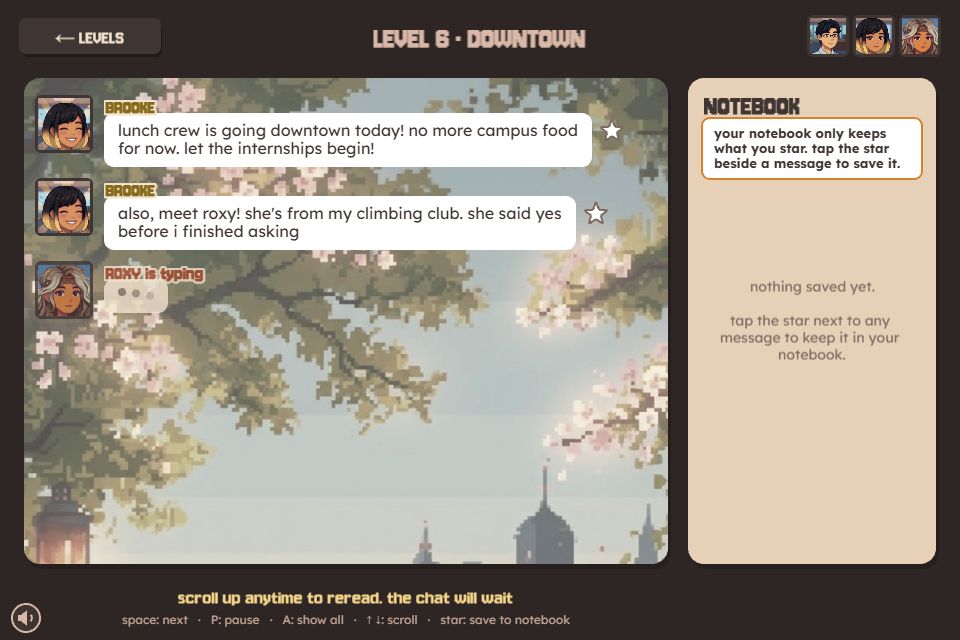 ← LEVELS
LEVEL 6 · DOWNTOWN
BROOKE
lunch crew is going downtown today! no more campus food
for now. let the internships begin!
BROOKE
also, meet roxy! she's from my climbing club. she said yes
before i finished asking
ROXY is typing
NOTEBOOK
your notebook only keeps
what you star. tap the star
beside a message to save it.
nothing saved yet.
tap the star next to any
message to keep it in your
notebook.
scroll up anytime to reread. the chat will wait
space: next · P: pause · A: show all · ↑↓: scroll · star: save to notebook